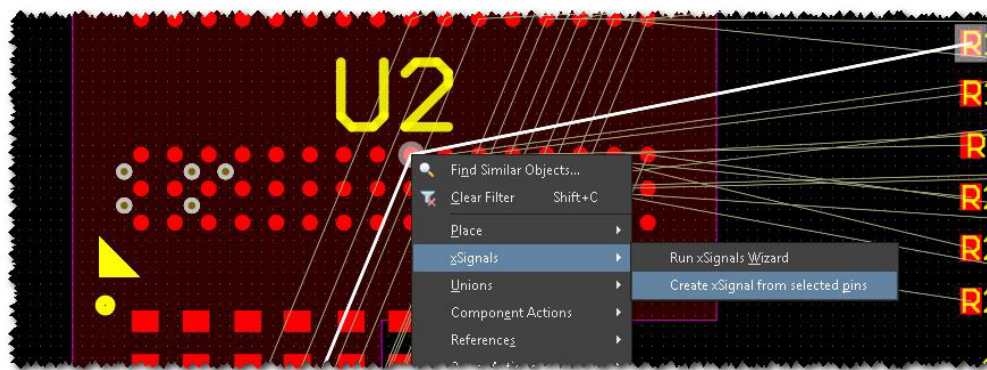 U2
Find Similar Objects...
Clear Filter Shift+C
Place
xSignals
Unions
Component Actions
References
Run xSignals Wizard
Create xSignal from selected pins